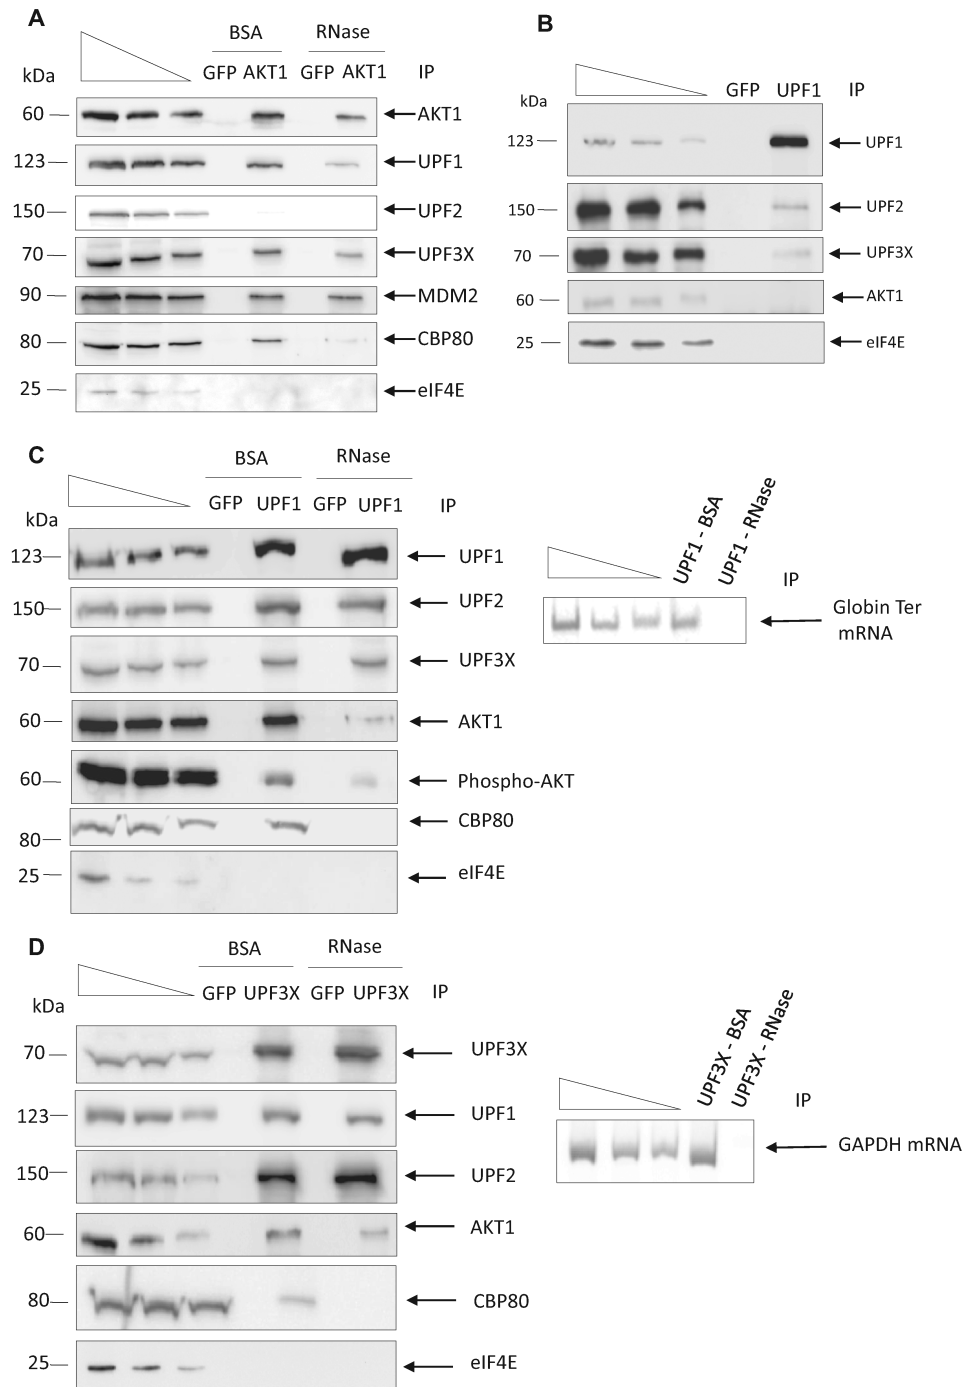 A
BSA RNase
kDa GFP AKT1 GFP AKT1 IP
60 AKT1
123 UPF1
150 UPF2
70 UPF3X
90 MDM2
80 CBP80
25 eIF4E
B
kDa GFP UPF1 IP
123 UPF1
150 UPF2
70 UPF3X
60 AKT1
25 eIF4E
C
BSA RNase
kDa GFP UPF1 GFP UPF1 IP
123 UPF1
150 UPF2
70 UPF3X
60 AKT1
60 Phospho-AKT
80 CBP80
25 eIF4E
UPF1 - BSA
UPF1 - RNase
IP
Globin Ter
mRNA
D
BSA RNase
kDa GFP UPF3X GFP UPF3X IP
70 UPF3X
123 UPF1
150 UPF2
60 AKT1
80 CBP80
25 eIF4E
UPF3X - BSA
UPF3X - RNase
IP
GAPDH mRNA